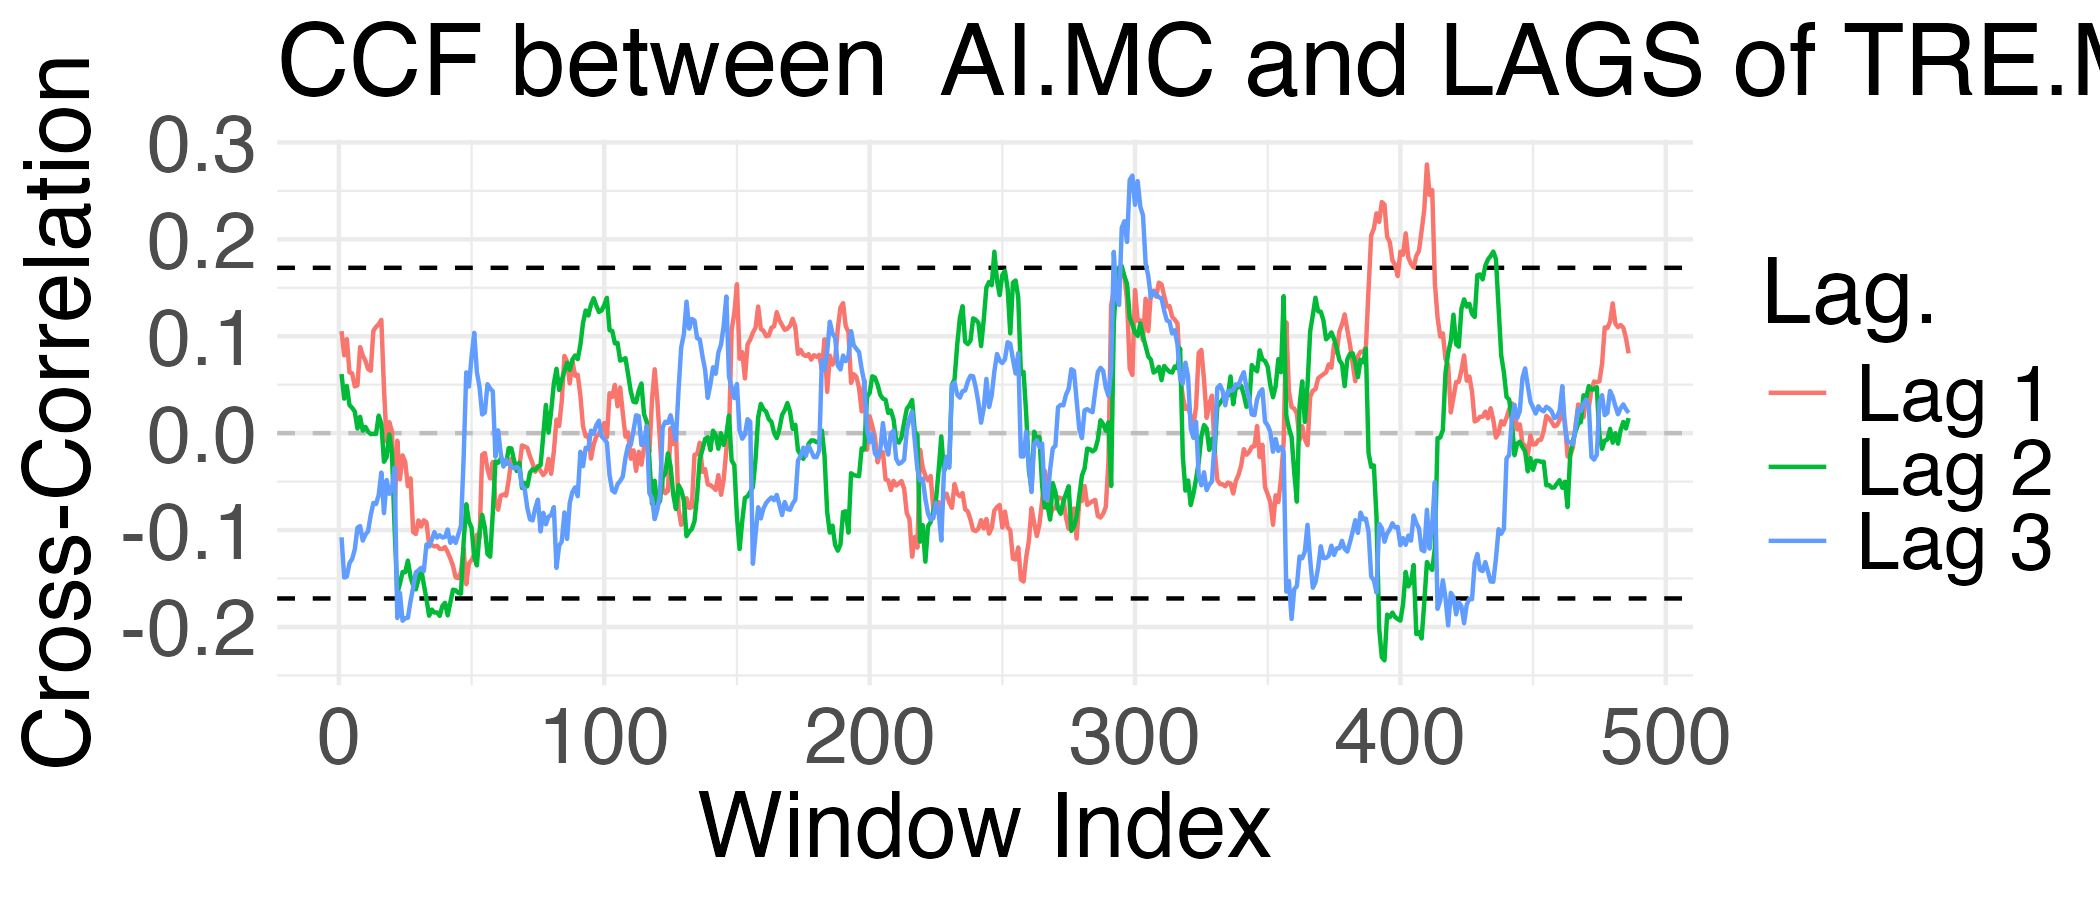 CCF between  AI.MC and LAGS of TRE.M
Cross-Correlation
0.3
0.2
0.1
0.0
-0.1
-0.2
0 100 200 300 400 500
Window Index
Lag.
Lag 1
Lag 2
Lag 3